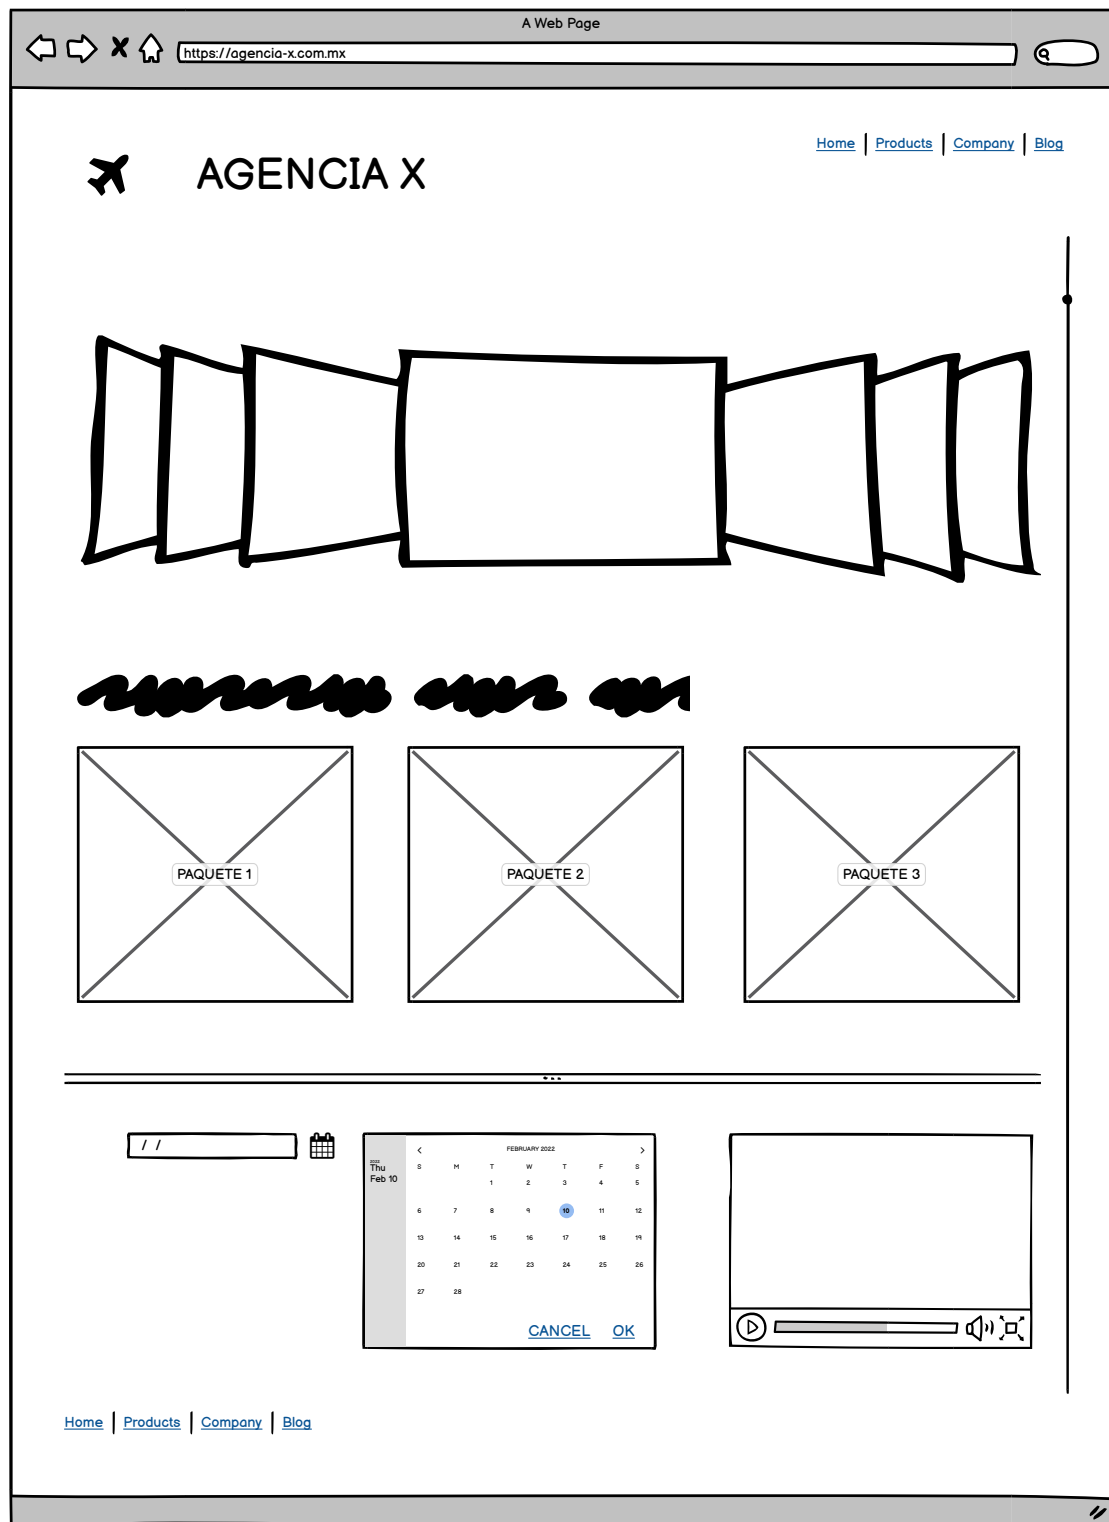 A Web Page
https://agencia-x.com.mx
Home Products Company Blog
AGENCIA X
PAQUETE 1 PAQUETE 2 PAQUETE 3
/ /
2022
Thu
Feb 10
FEBRUARY 2022
S M T W T F S
1 2 3 4 5
6 7 8 9 10 11 12
13 14 15 16 17 18 19
20 21 22 23 24 25 26
27 28
CANCEL OK
Home Products Company Blog